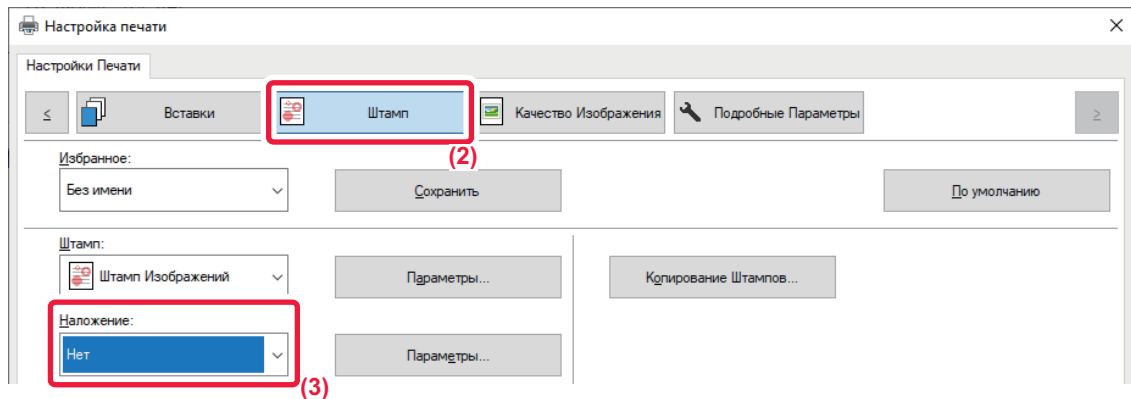 Настройка печати
Настройки Печати
≤ Вставки Штамп Качество Изображения Подробные Параметры ≥
(2)
Избранное:
Без имени Сохранить По умолчанию
Штамп:
Штамп Изображений Параметры... Копирование Штампов...
Наложение:
Нет Параметры...
(3)